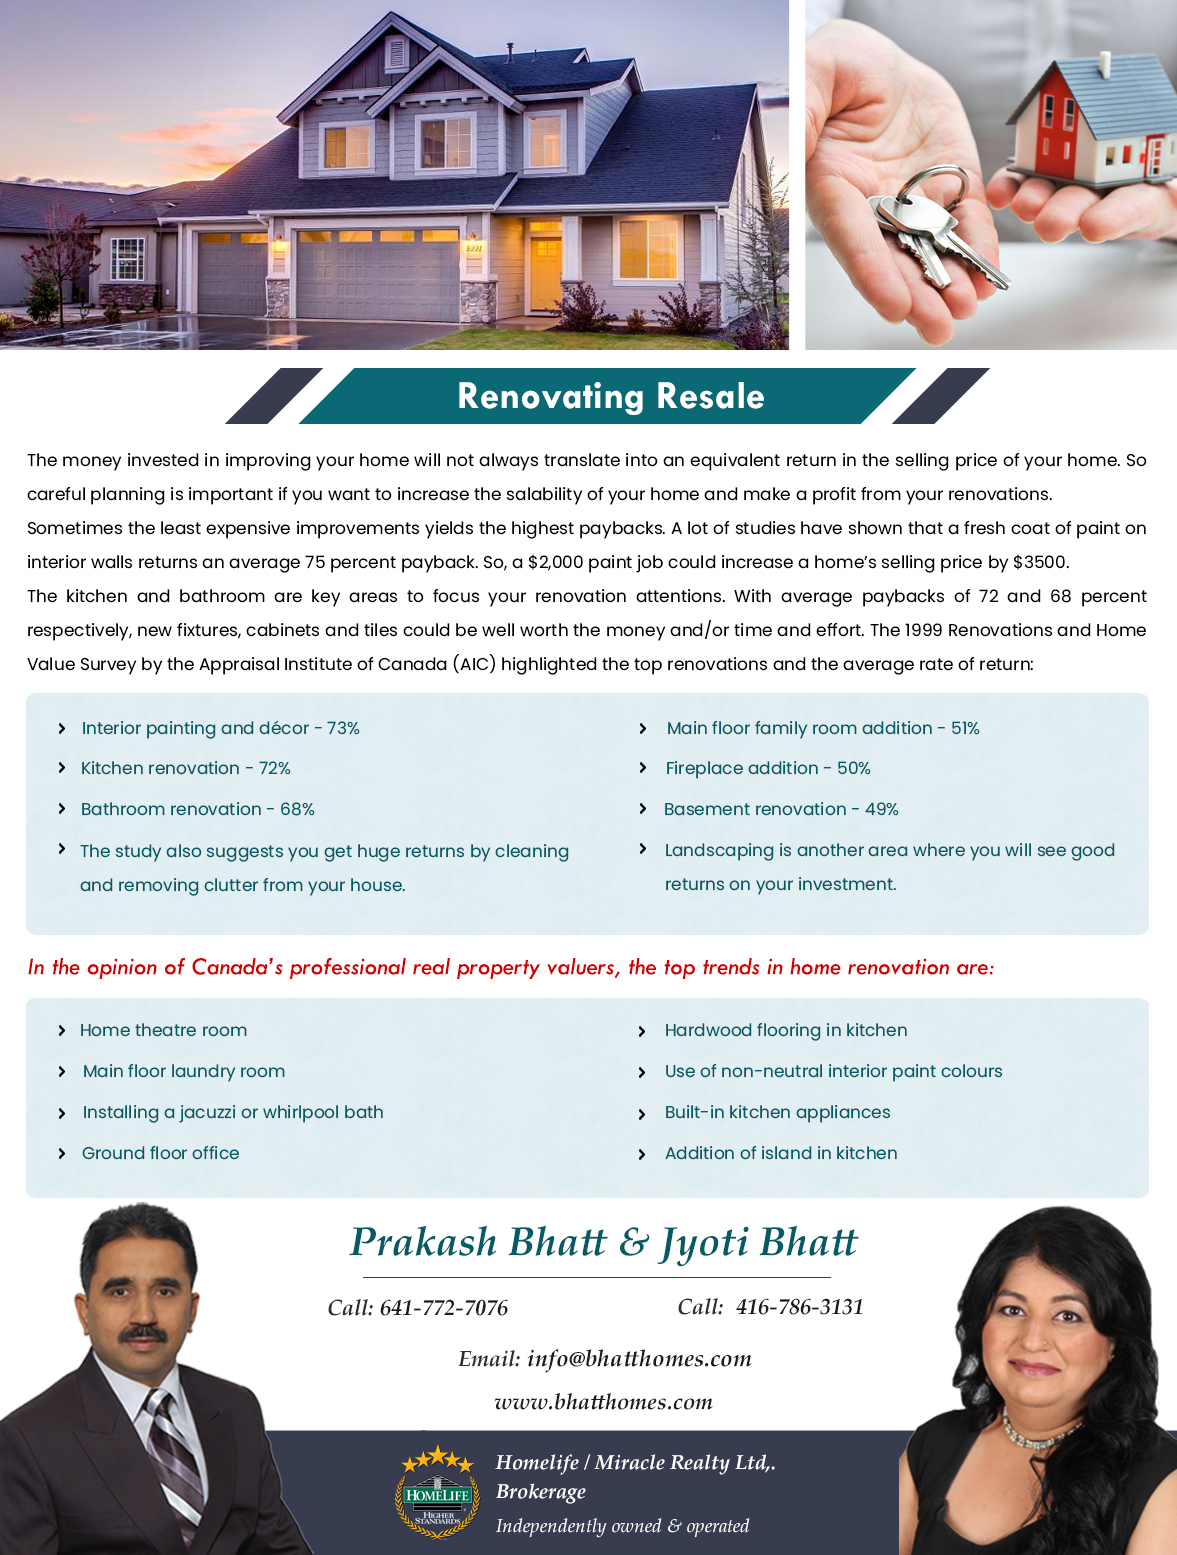 Renovating Resale
The money invested in improving your home will not always translate into an equivalent return in the selling price of your home. So
careful planning is important if you want to increase the salability of your home and make a profit from your renovations.
Sometimes the least expensive improvements yields the highest paybacks. A lot of studies have shown that a fresh coat of paint on
interior walls returns an average 75 percent payback. So, a $2,000 paint job could increase a home's selling price by $3500.
The kitchen and bathroom are key areas to focus your renovation attentions. With average paybacks of 72 and 68 percent
respectively, new fixtures, cabinets and tiles could be well worth the money and/or time and effort. The 1999 Renovations and Home
Value Survey by the Appraisal Institute of Canada (AIC) highlighted the top renovations and the average rate of return:
Interior painting and décor - 73%
Kitchen renovation - 72%
Bathroom renovation - 68%
The study also suggests you get huge returns by cleaning
and removing clutter from your house.
Main floor family room addition - 51%
Fireplace addition - 50%
Basement renovation - 49%
Landscaping is another area where you will see good
returns on your investment.
In the opinion of Canada's professional real property valuers, the top trends in home renovation are:
Home theatre room
Main floor laundry room
Installing a jacuzzi or whirlpool bath
Ground floor office
Hardwood flooring in kitchen
Use of non-neutral interior paint colours
Built-in kitchen appliances
Addition of island in kitchen
Prakash Bhatt & Jyoti Bhatt
Call: 641-772-7076
Call: 416-786-3131
Email: info@bhatthomes.com
www.bhatthomes.com
HOMELIFE
HIGHER
STANDARDS
Homelife / Miracle Realty Ltd,.
Brokerage
Independently owned & operated